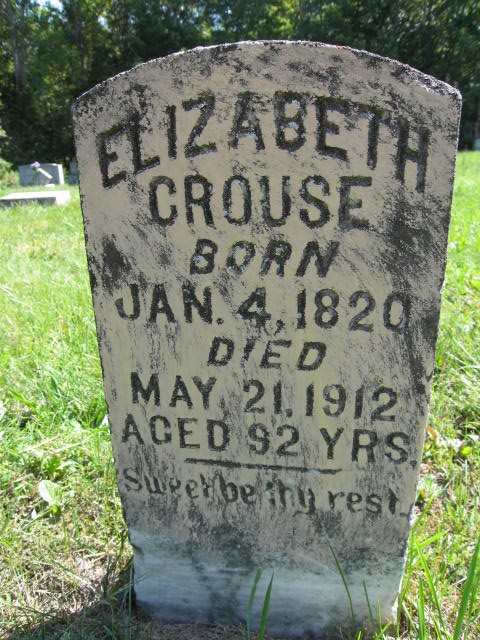 ELIZABETH
CROUSE
BORN
JAN. 4, 1820
DIED
MAY 21, 1912
AGED 92 YRS.
Sweet be thy rest.